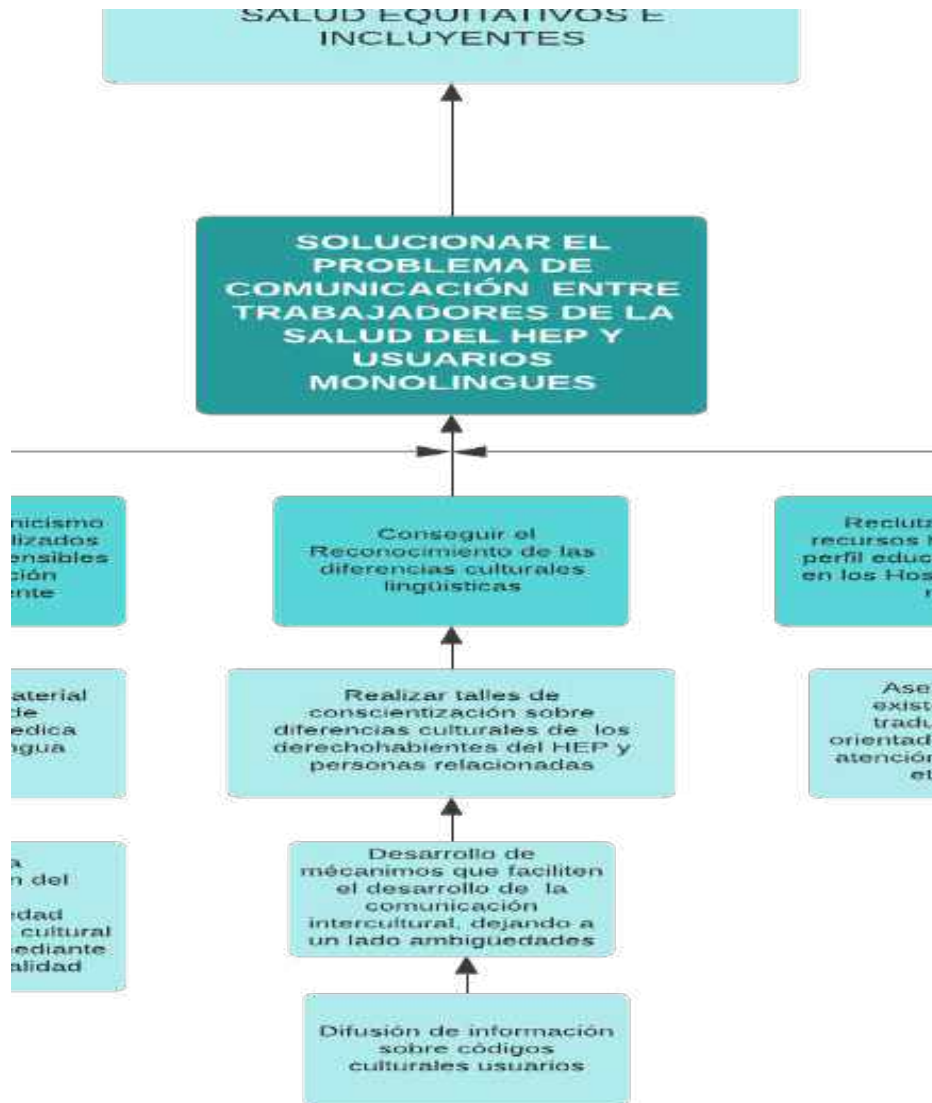 SALUD EQUITATIVOS E
INCLUYENTES
SOLUCIONAR EL
PROBLEMA DE
COMUNICACIÓN ENTRE
TRABAJADORES DE LA
SALUD DEL HEP Y
USUARIOS
MONOLINGUES
nicismo
lizados
ensibles
ción
ente
Conseguir el
Reconocimiento de las
diferencias culturales
lingüisticas
Recluta
recursos
perfil educ
en los Hos
aterial
de
edica
ngua
Realizar talles de
conscientización sobre
diferencias culturales de los
derechohabientes del HEP y
personas relacionadas
Ase
exist
tradu
orientad
atención
et
a
n del
edad
cultural
ediante
alidad
Desarrollo de
mécanimos que faciliten
el desarrollo de la
comunicación
intercultural, dejando a
un lado ambigüedades
Difusión de información
sobre códigos
culturales usuarios